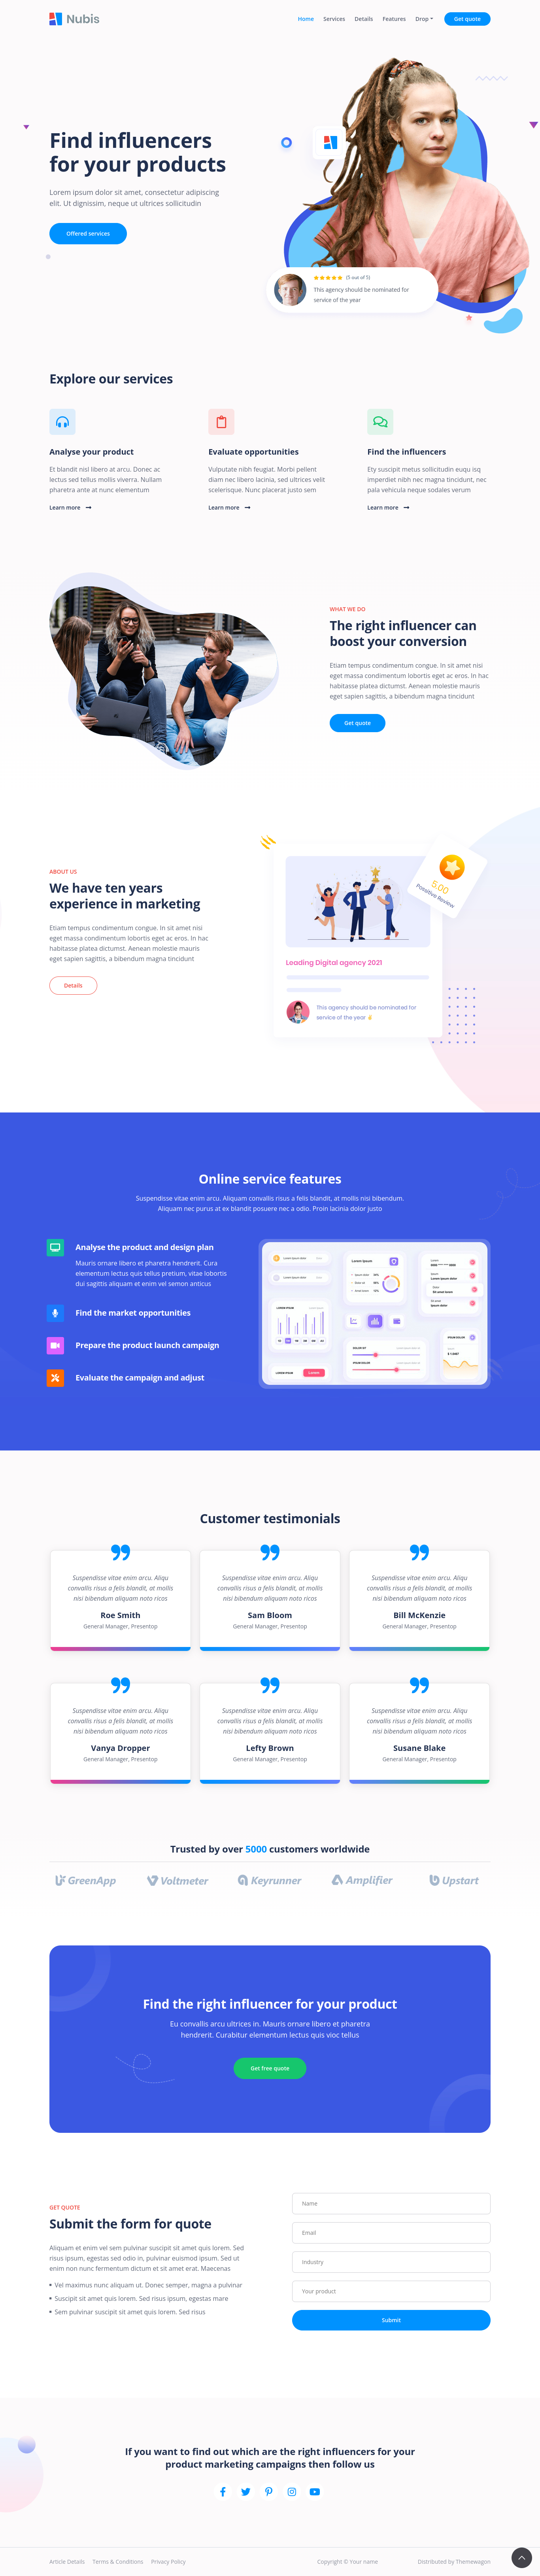 Nubis
Home Services Details Features Drop Get quote
Find influencers
for your products
Lorem ipsum dolor sit amet, consectetur adipiscing
elit. Ut dignissim, neque ut ultrices sollicitudin
Offered services
(5 out of 5)
This agency should be nominated for
service of the year
Explore our services
Analyse your product
Et blandit nisl libero at arcu. Donec ac
lectus sed tellus mollis viverra. Nullam
pharetra ante at nunc elementum
Learn more
Evaluate opportunities
Vulputate nibh feugiat. Morbi pellent
diam nec libero lacinia, sed ultrices velit
scelerisque. Nunc placerat justo sem
Learn more
Find the influencers
Ety suscipit metus sollicitudin euqu isq
imperdiet nibh nec magna tincidunt, nec
pala vehicula neque sodales verum
Learn more
WHAT WE DO
The right influencer can
boost your conversion
Etiam tempus condimentum congue. In sit amet nisi
eget massa condimentum lobortis eget ac eros. In hac
habitasse platea dictumst. Aenean molestie mauris
eget sapien sagittis, a bibendum magna tincidunt
Get quote
ABOUT US
We have ten years
experience in marketing
Etiam tempus condimentum congue. In sit amet nisi
eget massa condimentum lobortis eget ac eros. In hac
habitasse platea dictumst. Aenean molestie mauris
eget sapien sagittis, a bibendum magna tincidunt
Details
5.00
Possitive Review
Leading Digital agency 2021
This agency should be nominated for
service of the year
Online service features
Suspendisse vitae enim arcu. Aliquam convallis risus a felis blandit, at mollis nisi bibendum.
Aliquam nec purus at ex blandit posuere nec a odio. Proin lacinia dolor justo
Analyse the product and design plan
Mauris ornare libero et pharetra hendrerit. Cura
elementum lectus quis tellus pretium, vitae lobortis
dui sagittis aliquam et enim vel semon anticus
Find the market opportunities
Prepare the product launch campaign
Evaluate the campaign and adjust
Customer testimonials
Suspendisse vitae enim arcu. Aliqu
convallis risus a felis blandit, at mollis
nisi bibendum aliquam noto ricos
Roe Smith
General Manager, Presentop
Suspendisse vitae enim arcu. Aliqu
convallis risus a felis blandit, at mollis
nisi bibendum aliquam noto ricos
Sam Bloom
General Manager, Presentop
Suspendisse vitae enim arcu. Aliqu
convallis risus a felis blandit, at mollis
nisi bibendum aliquam noto ricos
Bill McKenzie
General Manager, Presentop
Suspendisse vitae enim arcu. Aliqu
convallis risus a felis blandit, at mollis
nisi bibendum aliquam noto ricos
Vanya Dropper
General Manager, Presentop
Suspendisse vitae enim arcu. Aliqu
convallis risus a felis blandit, at mollis
nisi bibendum aliquam noto ricos
Lefty Brown
General Manager, Presentop
Suspendisse vitae enim arcu. Aliqu
convallis risus a felis blandit, at mollis
nisi bibendum aliquam noto ricos
Susane Blake
General Manager, Presentop
Trusted by over 5000 customers worldwide
GreenApp Voltmeter Keyrunner Amplifier Upstart
Find the right influencer for your product
Eu convallis arcu ultrices in. Mauris ornare libero et pharetra
hendrerit. Curabitur elementum lectus quis vioc tellus
Get free quote
GET QUOTE
Submit the form for quote
Aliquam et enim vel sem pulvinar suscipit sit amet quis lorem. Sed
risus ipsum, egestas sed odio in, pulvinar euismod ipsum. Sed ut
enim non nunc fermentum dictum et sit amet erat. Maecenas
Vel maximus nunc aliquam ut. Donec semper, magna a pulvinar
Suscipit sit amet quis lorem. Sed risus ipsum, egestas mare
Sem pulvinar suscipit sit amet quis lorem. Sed risus
Name
Email
Industry
Your product
Submit
If you want to find out which are the right influencers for your
product marketing campaigns then follow us
Article Details Terms & Conditions Privacy Policy Copyright © Your name Distributed by Themewagon